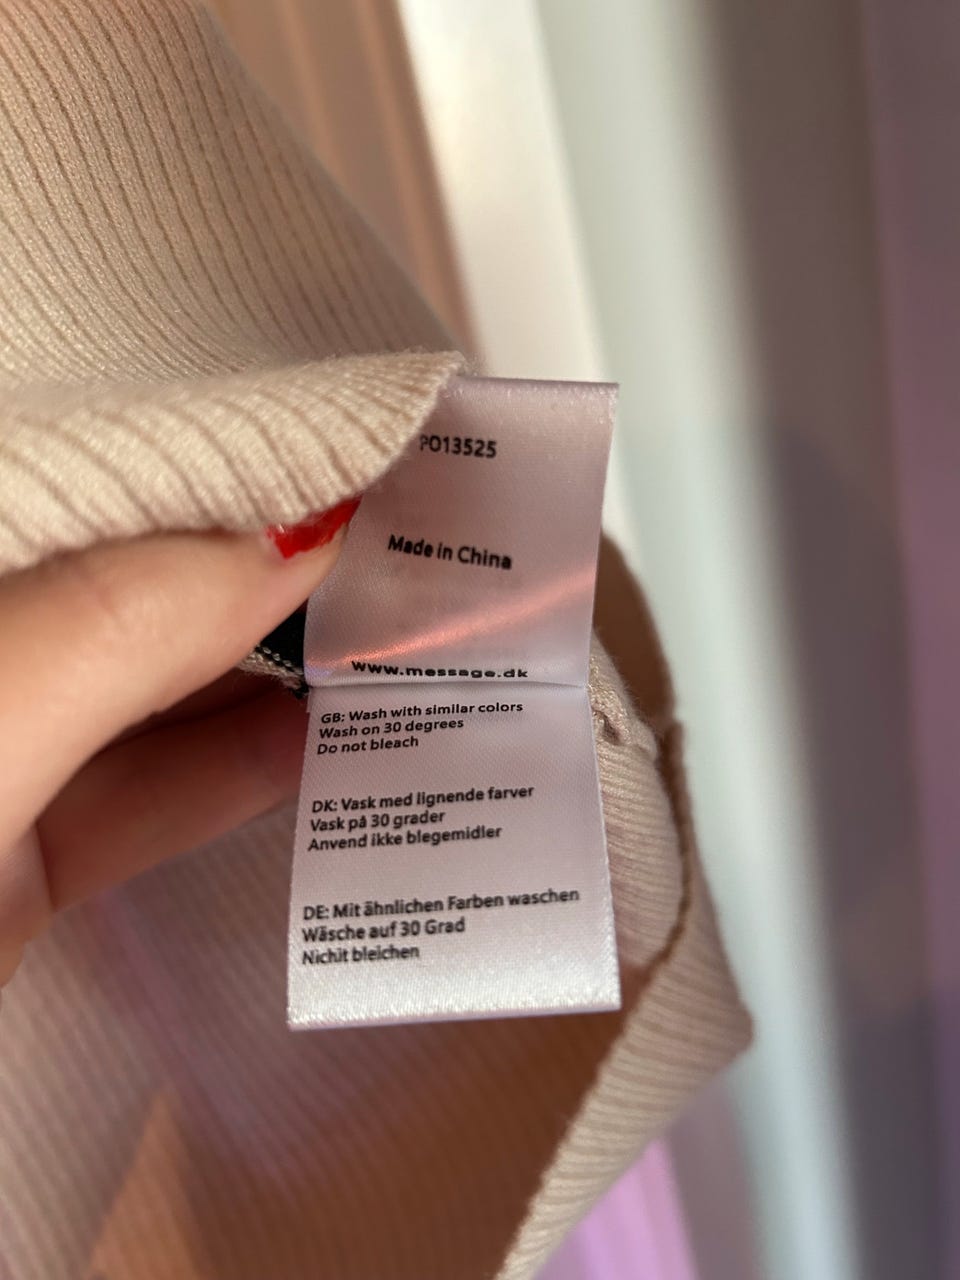 PO13525
Made in China
www.message.dk
GB: Wash with similar colors
Wash on 30 degrees
Do not bleach
DK: Vask med lignende farver
Vask på 30 grader
Anvend ikke blegemidler
DE: Mit ähnlichen Farben waschen
Wäsche auf 30 Grad
Nichit bleichen